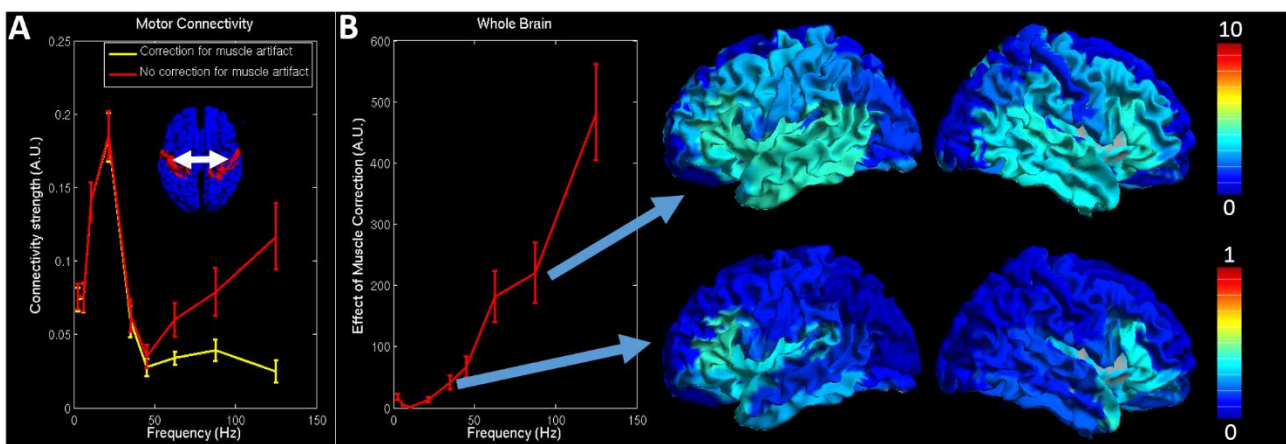 A
Motor Connectivity
Correction for muscle artifact
No correction for muscle artifact
Connectivity strength (A.U.)
0.25
0.2
0.15
0.1
0.05
0
0 50 100 150
Frequency (Hz)
B
Whole Brain
Effect of Muscle Correction (A.U.)
600
500
400
300
200
100
0
0 50 100 150
Frequency (Hz)
10
0
1
0